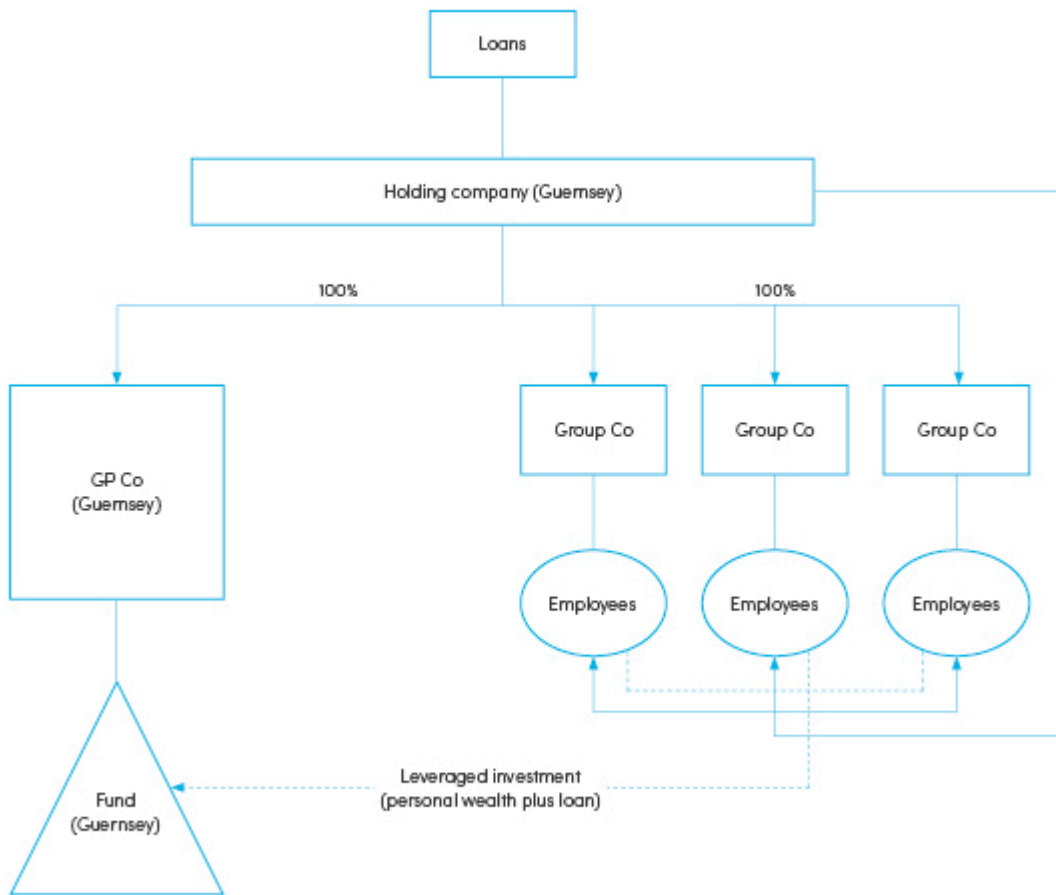 Loans
Holding company (Guernsey)
100%
100%
GP Co
(Guernsey)
Group Co
Group Co
Group Co
Employees
Employees
Employees
Leveraged investment
(personal wealth plus loan)
Fund
(Guernsey)